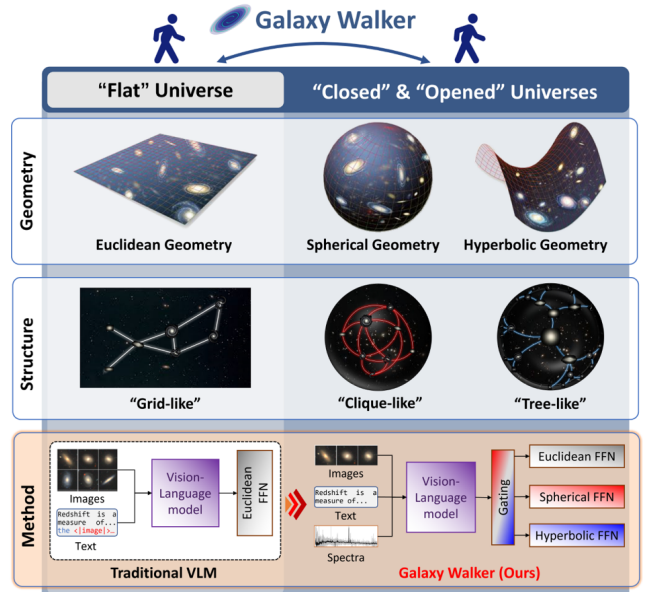 Galaxy Walker
“Flat” Universe
“Closed” & “Opened” Universes
Geometry
Euclidean Geometry
Spherical Geometry
Hyperbolic Geometry
Structure
“Grid-like”
“Clique-like”
“Tree-like”
Method
Images
Redshift is a
measure of...
the <|image|>…
Text
Vision-
Language
model
Euclidean
FFN
Traditional VLM
Images
Redshift is a
measure of...
Text
Spectra
Vision-
Language
model
Gating
Euclidean FFN
Spherical FFN
Hyperbolic FFN
Galaxy Walker (Ours)